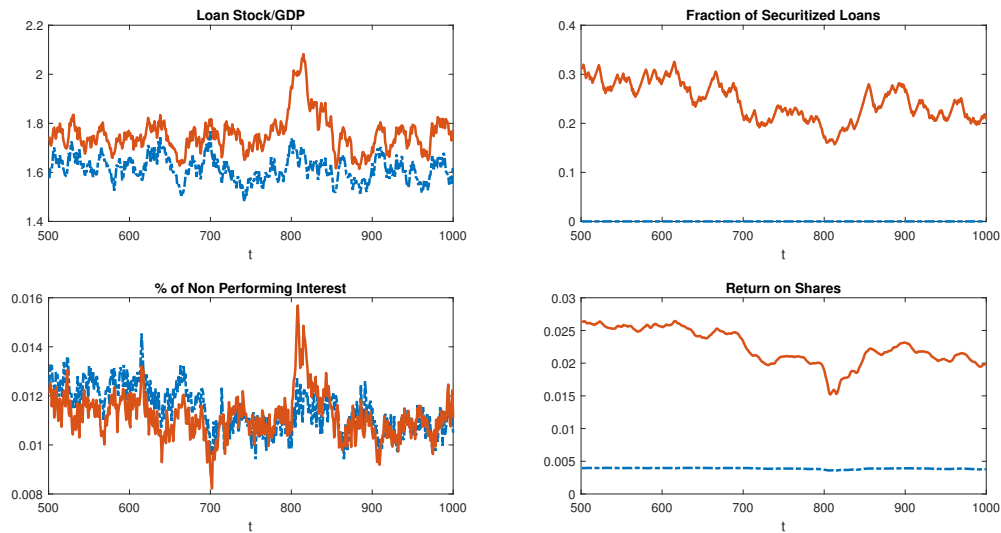 Loan Stock/GDP
2.2
2
1.8
1.6
1.4
500 600 700 800 900 1000
t
Fraction of Securitized Loans
0.4
0.3
0.2
0.1
0
500 600 700 800 900 1000
t
% of Non Performing Interest
0.016
0.014
0.012
0.01
0.008
500 600 700 800 900 1000
t
Return on Shares
0.03
0.025
0.02
0.015
0.01
0.005
0
500 600 700 800 900 1000
t